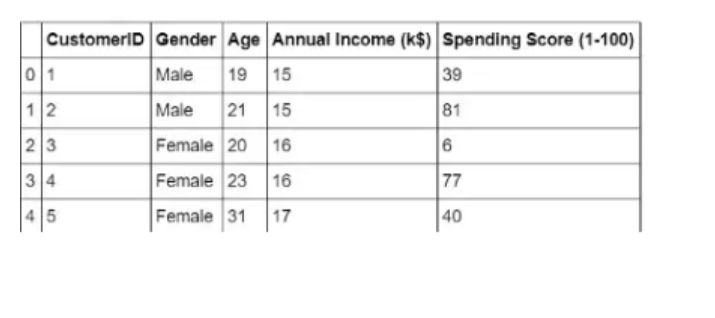 CustomerID Gender Age Annual Income (k$) Spending Score (1-100)
0 1 Male 19 15 39
1 2 Male 21 15 81
2 3 Female 20 16 6
3 4 Female 23 16 77
4 5 Female 31 17 40